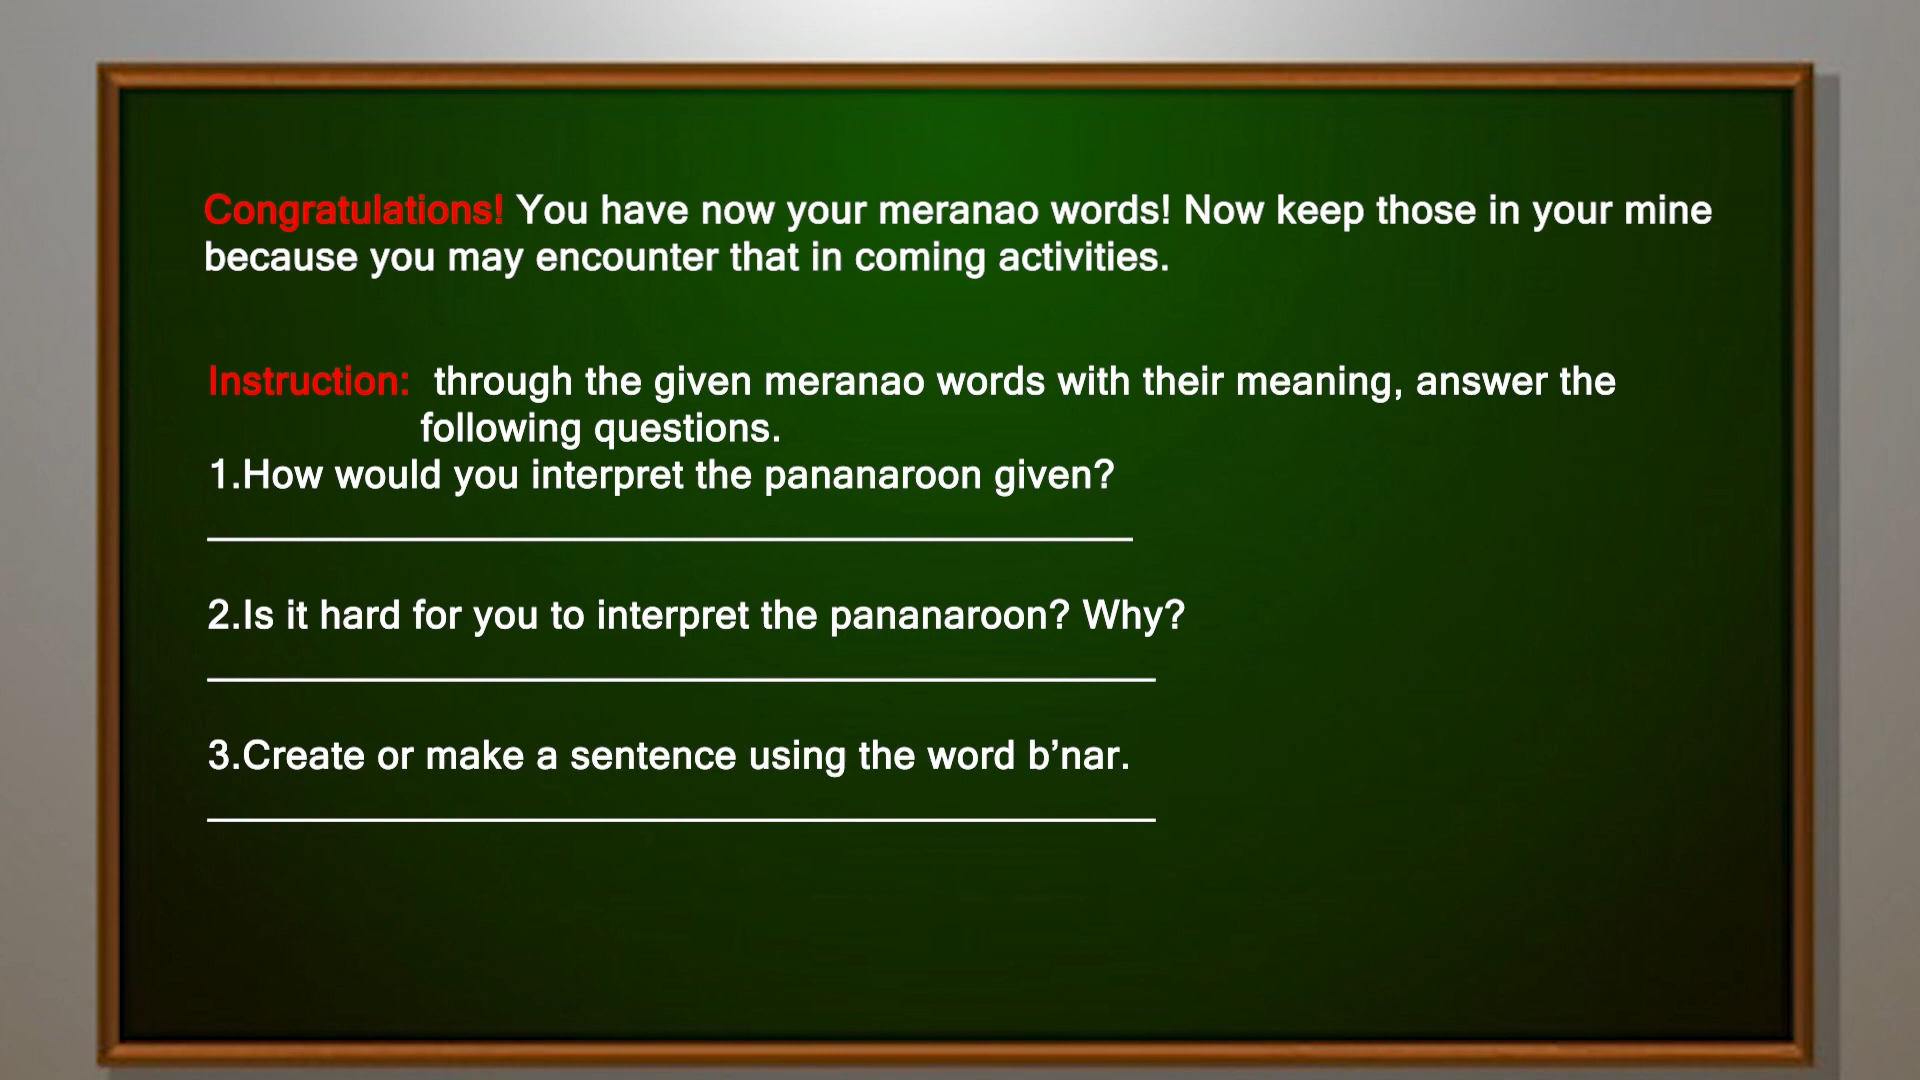 Congratulations! You have now your meranao words! Now keep those in your mine
because you may encounter that in coming activities.
Instruction: through the given meranao words with their meaning, answer the
following questions.
1.How would you interpret the pananaroon given?
2.Is it hard for you to interpret the pananaroon? Why?
3.Create or make a sentence using the word b’nar.